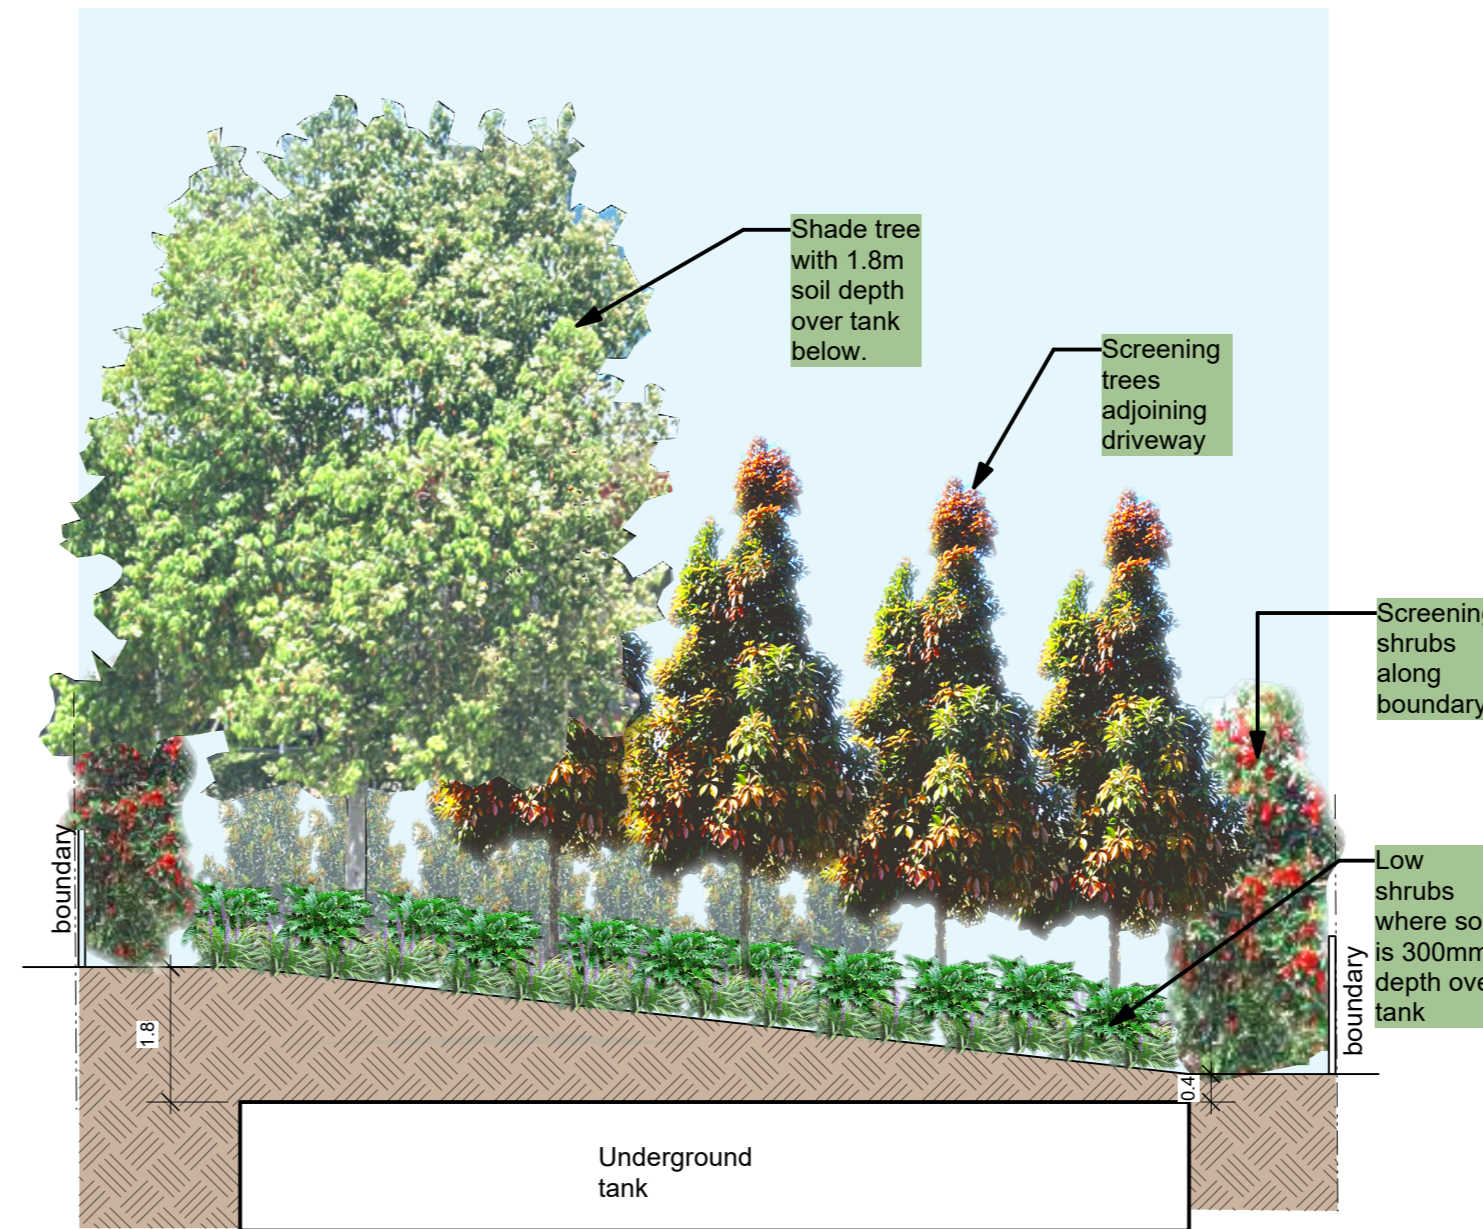 Shade tree
with 1.8m
soil depth
over tank
below.
Screening
trees
adjoining
driveway
Screening
shrubs
along
boundary
Low
shrubs
where so
is 300mm
depth ove
tank
boundary
boundary
1.8
0.4
Underground
tank